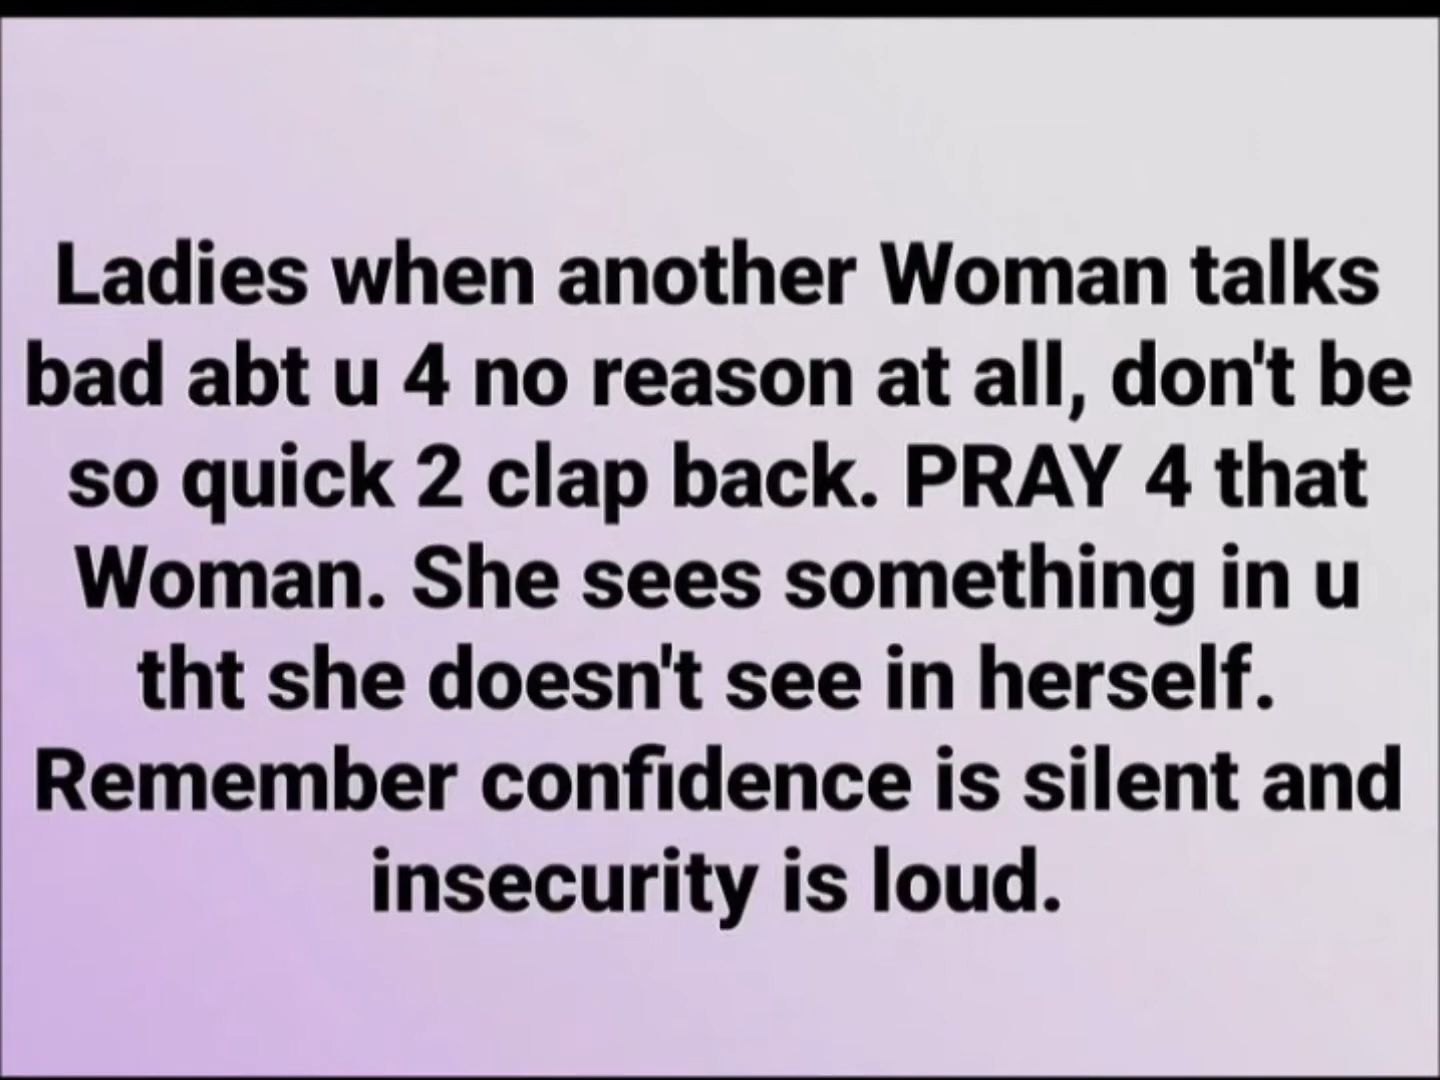 Ladies when another Woman talks
bad abt u 4 no reason at all, don't be
so quick 2 clap back. PRAY 4 that
Woman. She sees something in u
tht she doesn't see in herself.
Remember confidence is silent and
insecurity is loud.